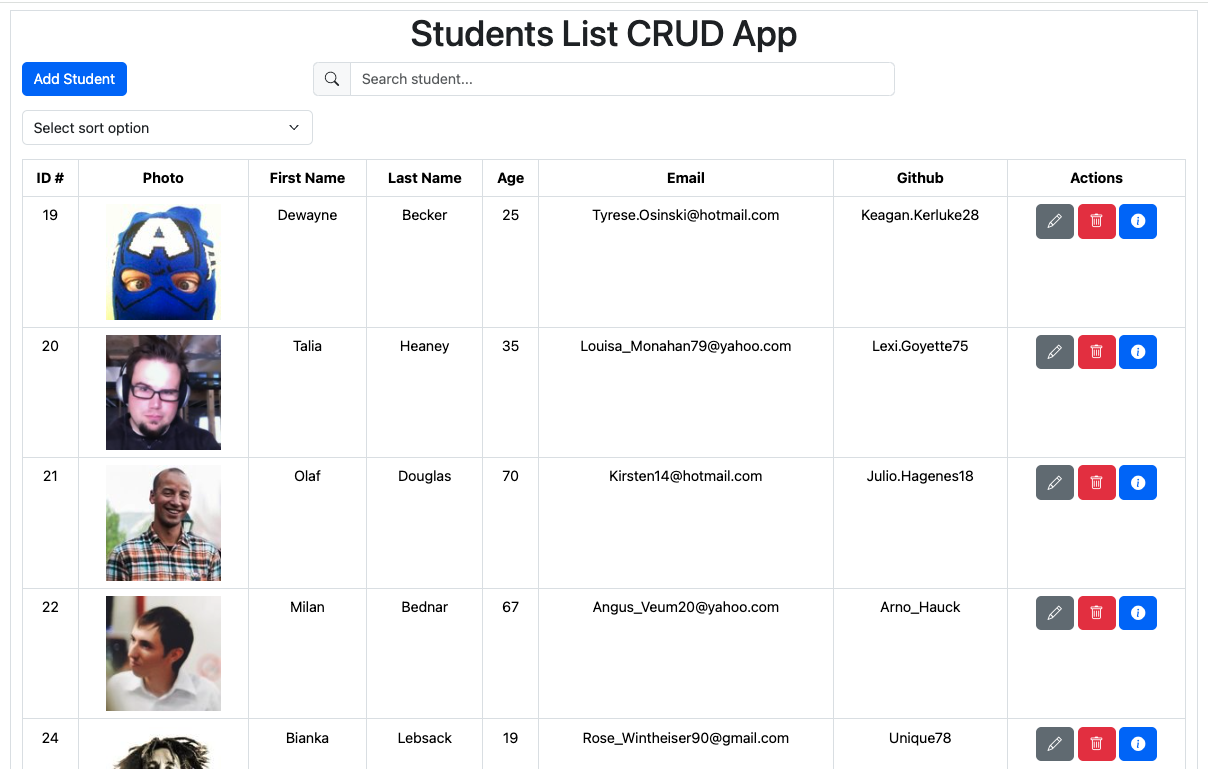 Students List CRUD App
Add Student
Search student...
Select sort option
ID # Photo First Name Last Name Age Email Github Actions
19 A Dewayne Becker 25 Tyrese.Osinski@hotmail.com Keagan.Kerluke28
20 Talia Heaney 35 Louisa_Monahan79@yahoo.com Lexi.Goyette75
21 Olaf Douglas 70 Kirsten14@hotmail.com Julio.Hagenes18
22 Milan Bednar 67 Angus_Veum20@yahoo.com Arno_Hauck
24 Bianka Lebsack 19 Rose_Wintheiser90@gmail.com Unique78